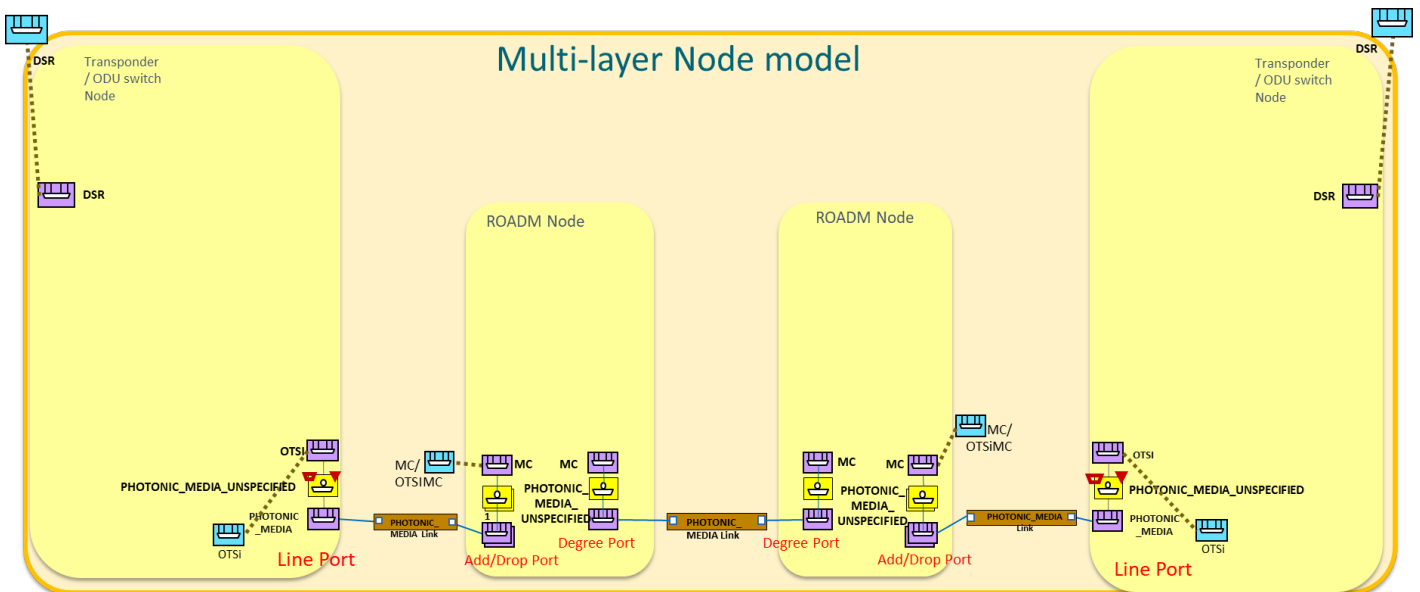 Multi-layer Node model
DSR
Transponder
/ ODU switch
Node
DSR
Transponder
/ ODU switch
Node
DSR
DSR
ROADM Node
ROADM Node
OTSi
PHOTONIC_MEDIA_UNSPECIFIED
PHOTONIC
_MEDIA
OTSi
Line Port
PHOTONIC_
MEDIA Link
MC/
OTSIMC
MC
1
Add/Drop Port
MC
PHOTONIC_
MEDIA_
UNSPECIFIED
Degree Port
PHOTONIC_
MEDIA Link
MC
Degree Port
MC
PHOTONIC_
MEDIA_
UNSPECIFIED
Add/Drop Port
MC/
OTSiMC
PHOTONIC_MEDIA
Link
OTSI
PHOTONIC_MEDIA_UNSPECIFIED
PHOTONIC
_MEDIA
OTSi
Line Port